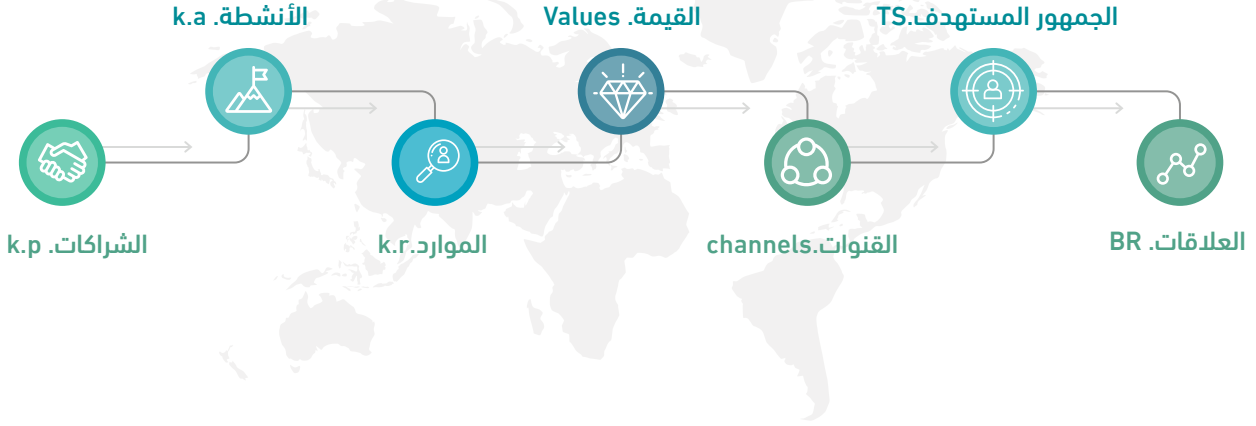 الأنشطة. k.a
القيمة. Values
الجمهور المستهدف.TS
الشراكات. k.p
الموارد.k.r
القنوات.channels
العلاقات. BR